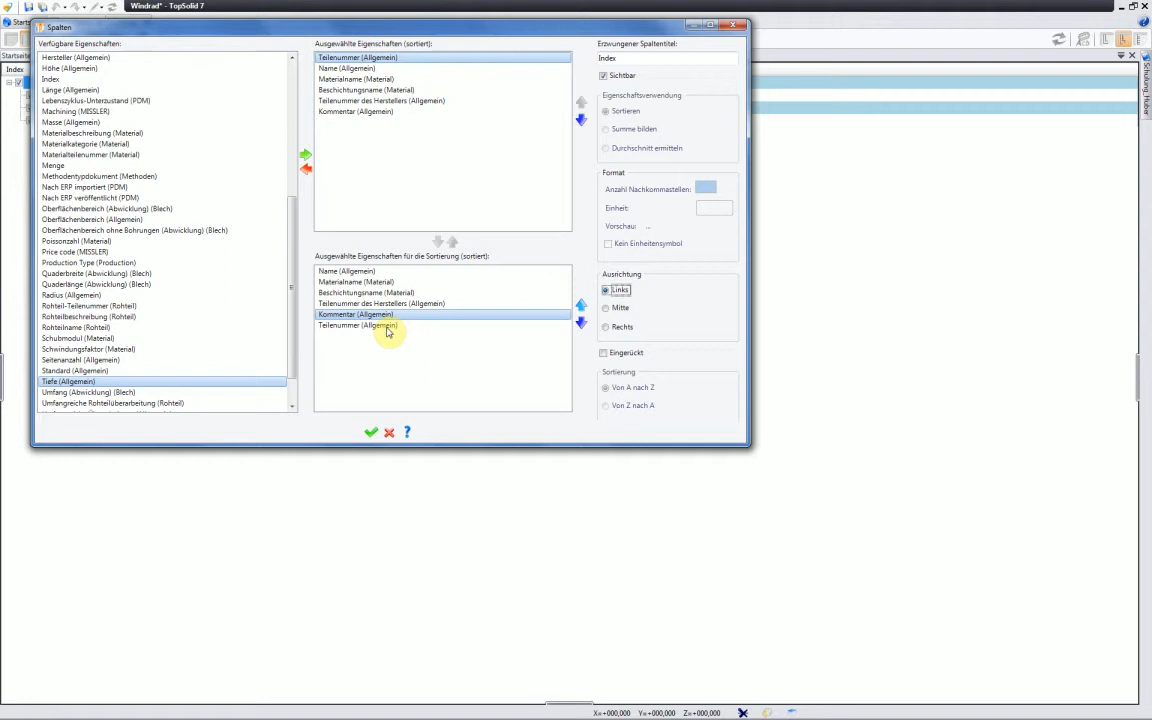 Windrad* - TopSolid 7
Starts
Startseite
Index
Schulung_Huber
Spalten
Verfügbare Eigenschaften:
Hersteller (Allgemein)
Höhe (Allgemein)
Index
Länge (Allgemein)
Lebenszyklus-Unterzustand (PDM)
Machining (MISSLER)
Masse (Allgemein)
Materialbeschreibung (Material)
Materialkategorie (Material)
Materialteilenummer (Material)
Menge
Methodentypdokument (Methoden)
Nach ERP importiert (PDM)
Nach ERP veröffentlicht (PDM)
Oberflächenbereich (Abwicklung) (Blech)
Oberflächenbereich (Allgemein)
Oberflächenbereich ohne Bohrungen (Abwicklung) (Blech)
Poissonzahl (Material)
Price code (MISSLER)
Production Type (Production)
Quaderbreite (Abwicklung) (Blech)
Quaderlänge (Abwicklung) (Blech)
Radius (Allgemein)
Rohteil-Teilenummer (Rohteil)
Rohteilbeschreibung (Rohteil)
Rohteilname (Rohteil)
Schubmodul (Material)
Schwindungsfaktor (Material)
Seitenanzahl (Allgemein)
Standard (Allgemein)
Tiefe (Allgemein)
Umfang (Abwicklung) (Blech)
Umfangreiche Rohteilüberarbeitung (Rohteil)
Ausgewählte Eigenschaften (sortiert):
Teilenummer (Allgemein)
Name (Allgemein)
Materialname (Material)
Beschichtungsname (Material)
Teilenummer des Herstellers (Allgemein)
Kommentar (Allgemein)
Ausgewählte Eigenschaften für die Sortierung (sortiert):
Name (Allgemein)
Materialname (Material)
Beschichtungsname (Material)
Teilenummer des Herstellers (Allgemein)
Kommentar (Allgemein)
Teilenummer (Allgemein)
Erzwungener Spaltentitel:
Index
Sichtbar
Eigenschaftsverwendung
Sortieren
Summe bilden
Durchschnitt ermitteln
Format
Anzahl Nachkommastellen:
Einheit:
Vorschau: ...
Kein Einheitensymbol
Ausrichtung
Links
Mitte
Rechts
Eingerückt
Sortierung
Von A nach Z
Von Z nach A
X=+000,000 Y=+000,000 Z=+000,000